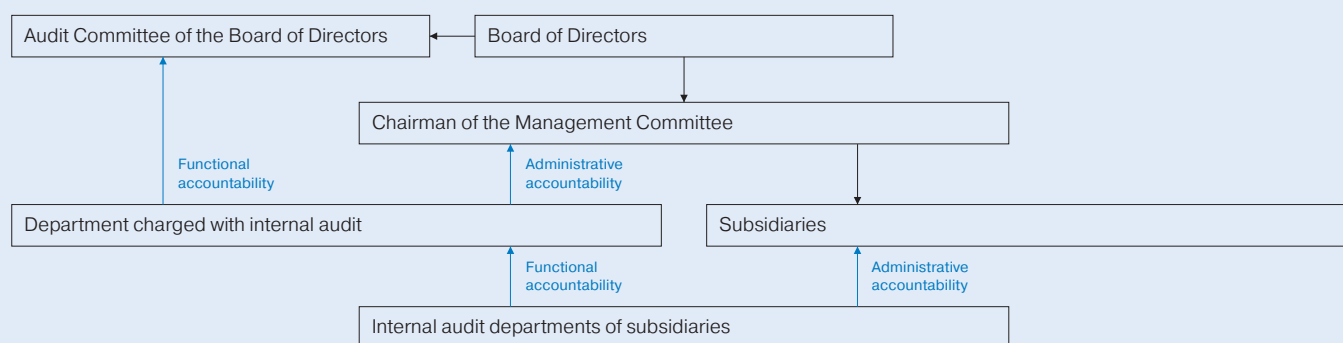 Audit Committee of the Board of Directors
Board of Directors
Chairman of the Management Committee
Functional
accountability
Administrative
accountability
Department charged with internal audit
Subsidiaries
Functional
accountability
Administrative
accountability
Internal audit departments of subsidiaries